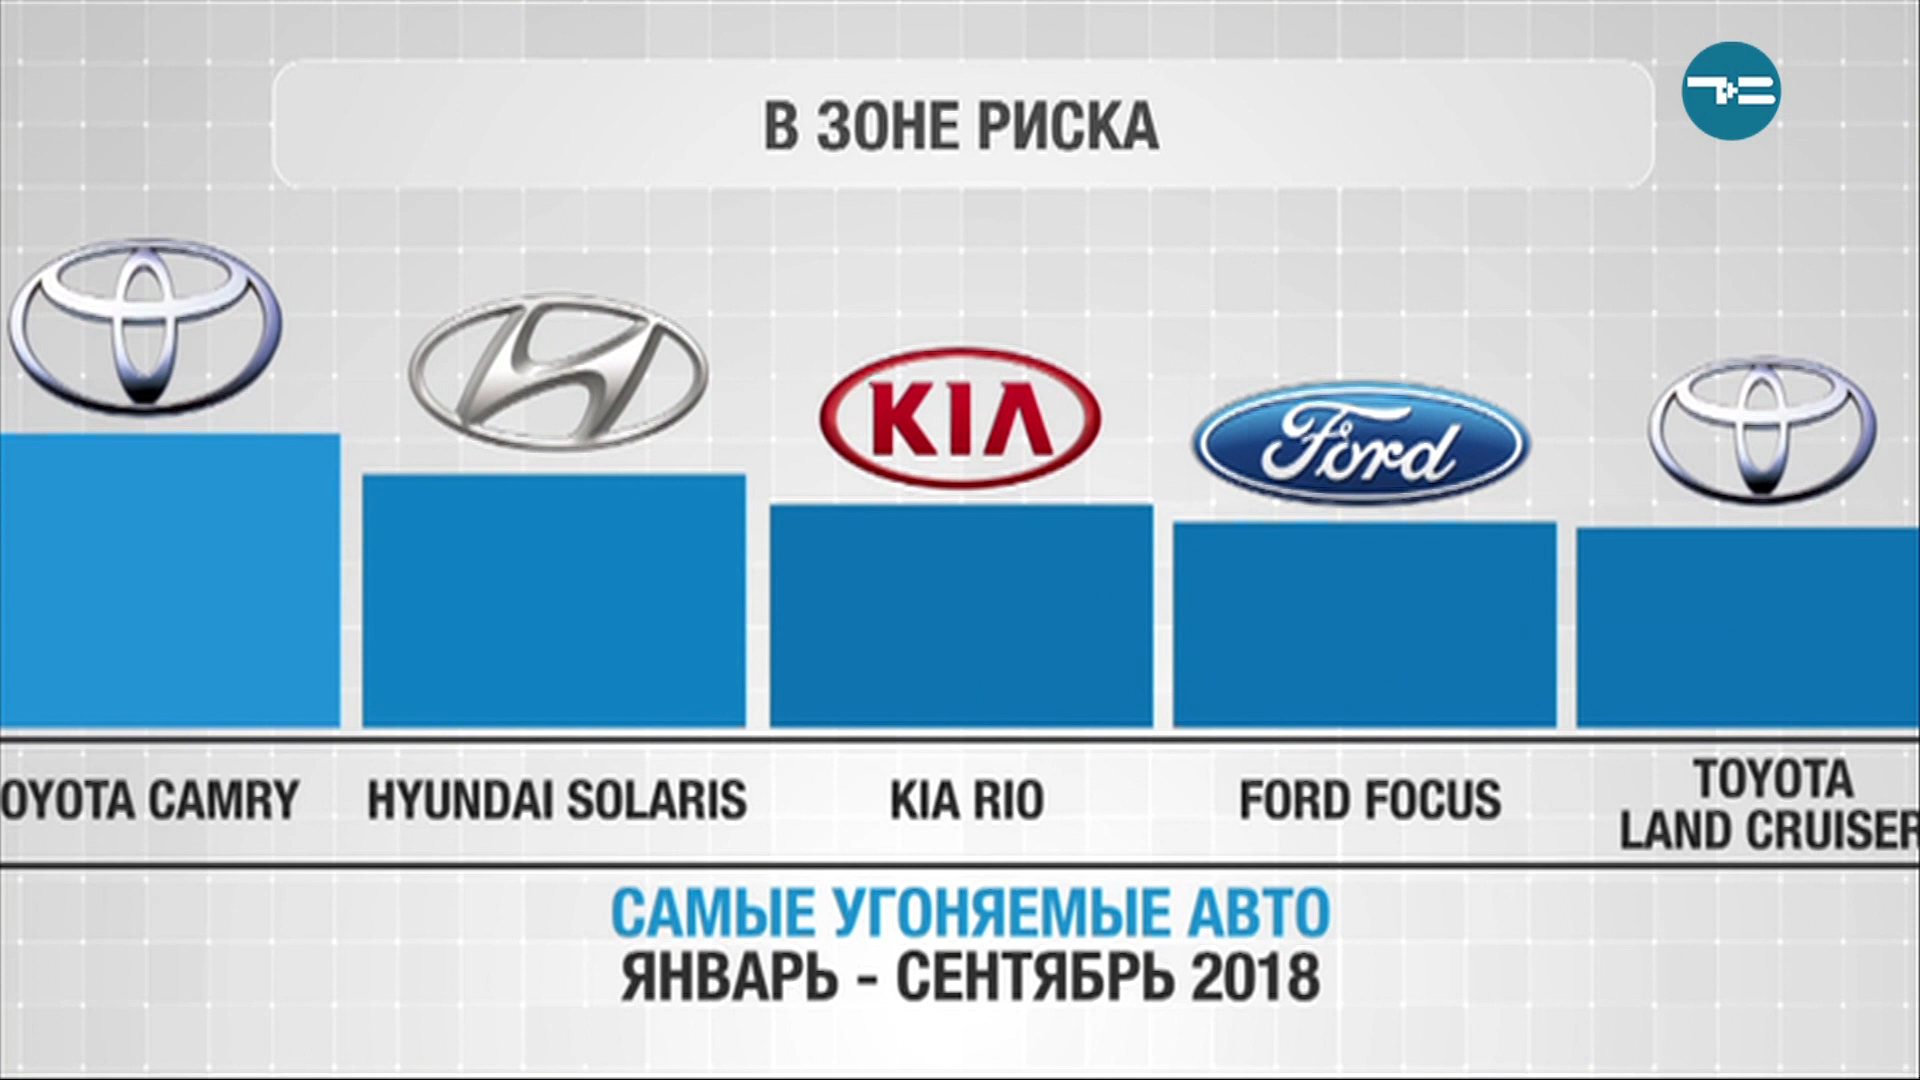 В ЗОНЕ РИСКА
KIA
Ford
OYOTA CAMRY
HYUNDAI SOLARIS
KIA RIO
FORD FOCUS
TOYOTA
LAND CRUISER
САМЫЕ УГОНЯЕМЫЕ АВТО
ЯНВАРЬ - СЕНТЯБРЬ 2018